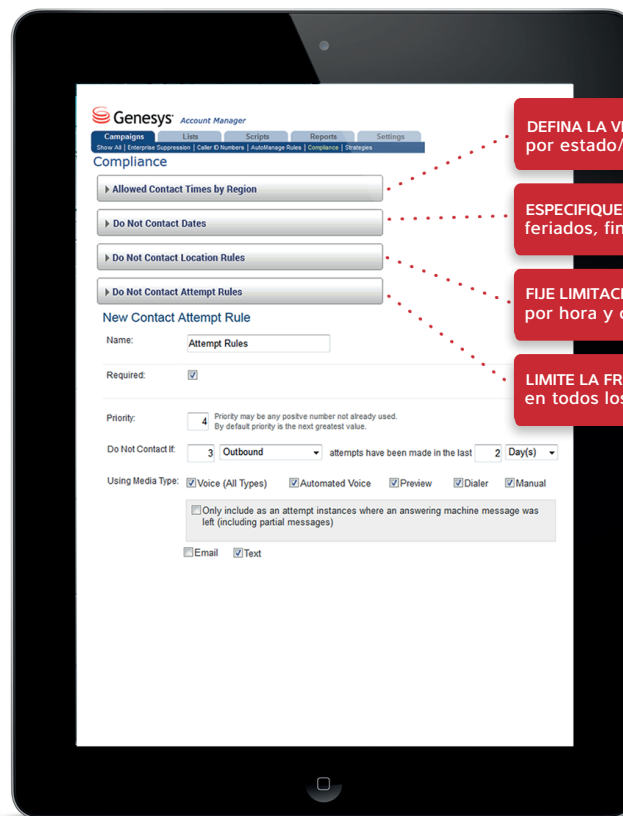 Genesys Account Manager
Campaigns Lists Scripts Reports Settings
Show All | Enterprise Suppression | Caller ID Numbers | AutoManage Rules | Compliance | Strategies
Compliance
Allowed Contact Times by Region
Do Not Contact Dates
Do Not Contact Location Rules
Do Not Contact Attempt Rules
New Contact Attempt Rule
Name: Attempt Rules
Required:
Priority: 4 Priority may be any positve number not already used.
By default priority is the next greatest value.
Do Not Contact If: 3 Outbound attempts have been made in the last 2 Day(s)
Using Media Type: Voice (All Types) Automated Voice Preview Dialer Manual
Only include as an attempt instances where an answering machine message was
left (including partial messages)
Email Text
DEFINA LA
por estado/
ESPECIFIQUE
feriados,
FIJE
por hora y
LIMITE LA
en todos